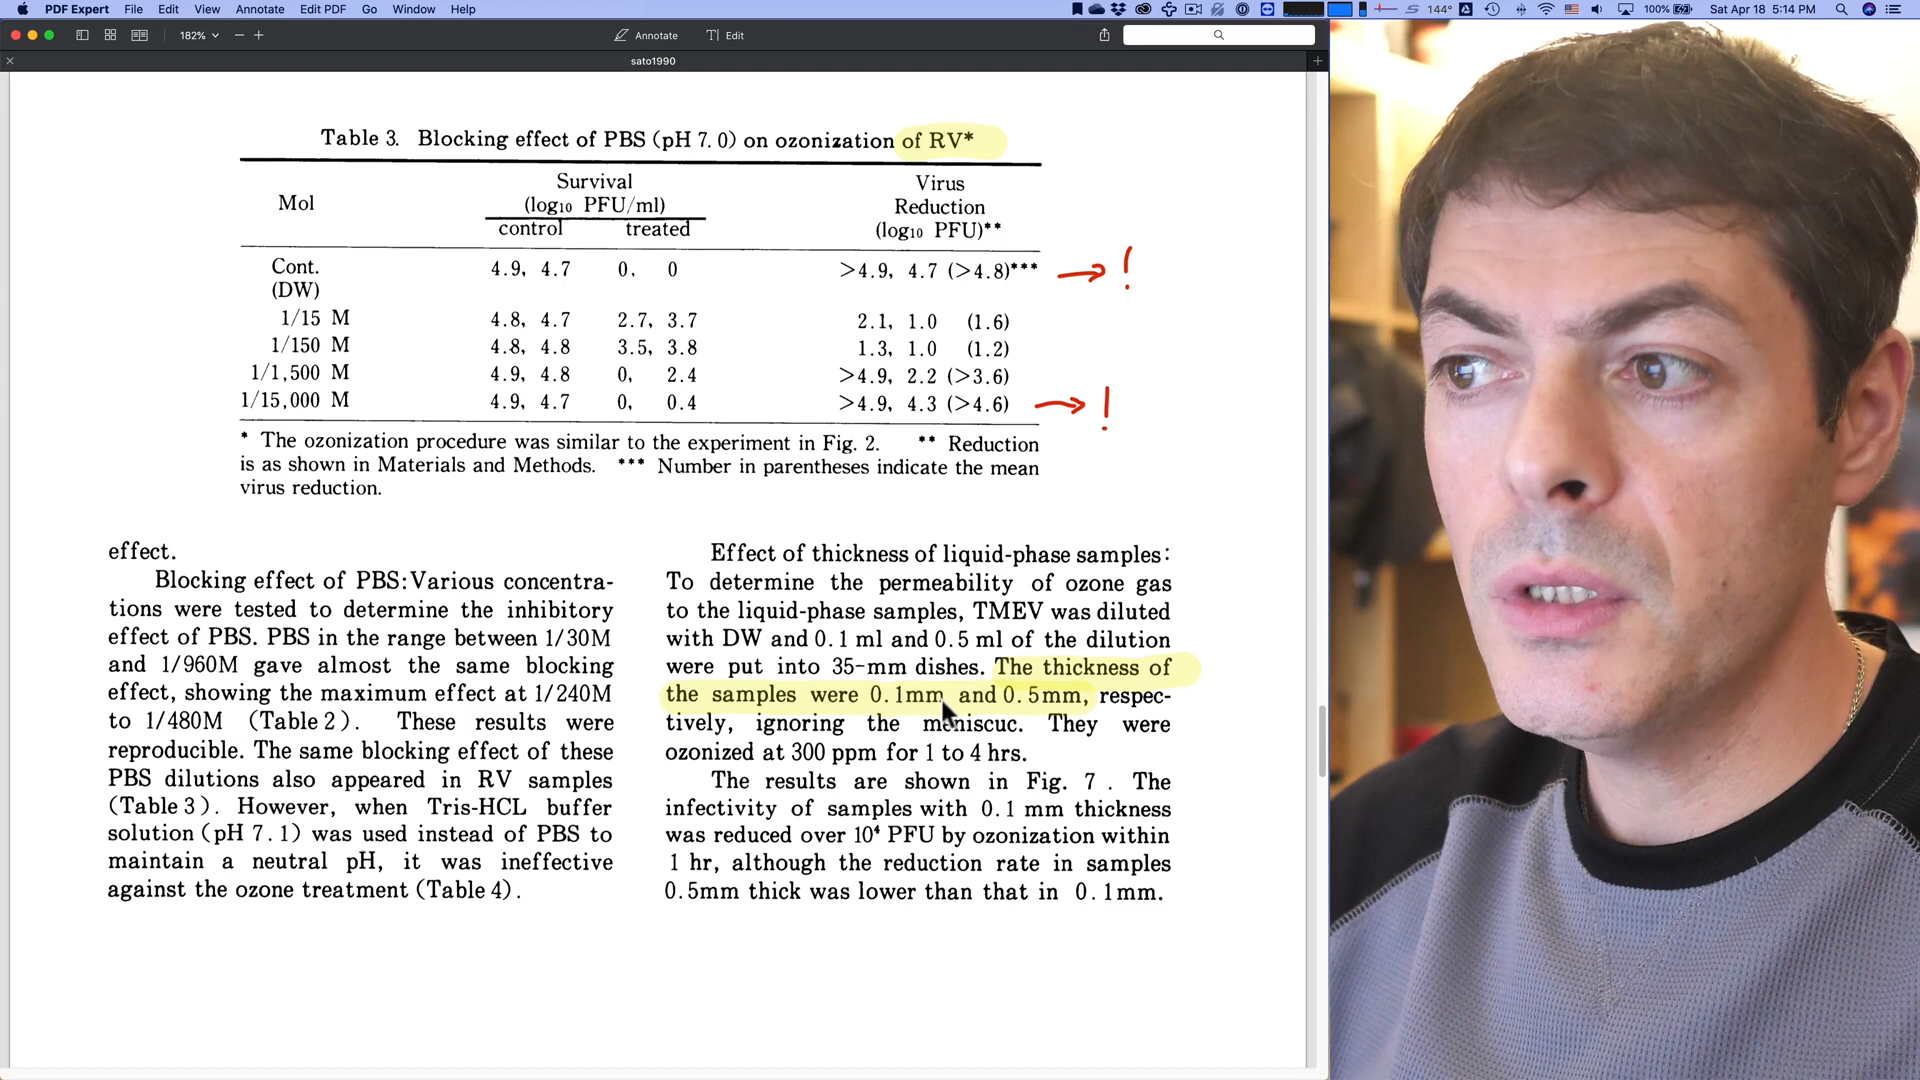 PDF Expert File Edit View Annotate Edit PDF Go Window Help 144° 100% Sat Apr 18 5:14 PM
182% Annotate Edit
sato1990
Table 3. Blocking effect of PBS (pH 7.0) on ozonization of RV*
Mol Survival (log₁₀ PFU/ml) Virus Reduction (log₁₀ PFU)**
control treated
Cont. (DW) 4.9, 4.7 0, 0 >4.9, 4.7 (>4.8)*** → !
1/15 M 4.8, 4.7 2.7, 3.7 2.1, 1.0 (1.6)
1/150 M 4.8, 4.8 3.5, 3.8 1.3, 1.0 (1.2)
1/1,500 M 4.9, 4.8 0, 2.4 >4.9, 2.2 (>3.6)
1/15,000 M 4.9, 4.7 0, 0.4 >4.9, 4.3 (>4.6) → !
* The ozonization procedure was similar to the experiment in Fig. 2. ** Reduction
is as shown in Materials and Methods. *** Number in parentheses indicate the mean
virus reduction.
effect.
Blocking effect of PBS:Various concentra-
tions were tested to determine the inhibitory
effect of PBS. PBS in the range between 1/30M
and 1/960M gave almost the same blocking
effect, showing the maximum effect at 1/240M
to 1/480M (Table 2). These results were
reproducible. The same blocking effect of these
PBS dilutions also appeared in RV samples
(Table 3). However, when Tris-HCL buffer
solution (pH 7.1) was used instead of PBS to
maintain a neutral pH, it was ineffective
against the ozone treatment (Table 4).
Effect of thickness of liquid-phase samples:
To determine the permeability of ozone gas
to the liquid-phase samples, TMEV was diluted
with DW and 0.1 ml and 0.5 ml of the dilution
were put into 35-mm dishes. The thickness of
the samples were 0.1mm and 0.5mm, respec-
tively, ignoring the meniscuc. They were
ozonized at 300 ppm for 1 to 4 hrs.
The results are shown in Fig. 7 . The
infectivity of samples with 0.1 mm thickness
was reduced over 10⁴ PFU by ozonization within
1 hr, although the reduction rate in samples
0.5mm thick was lower than that in 0.1mm.